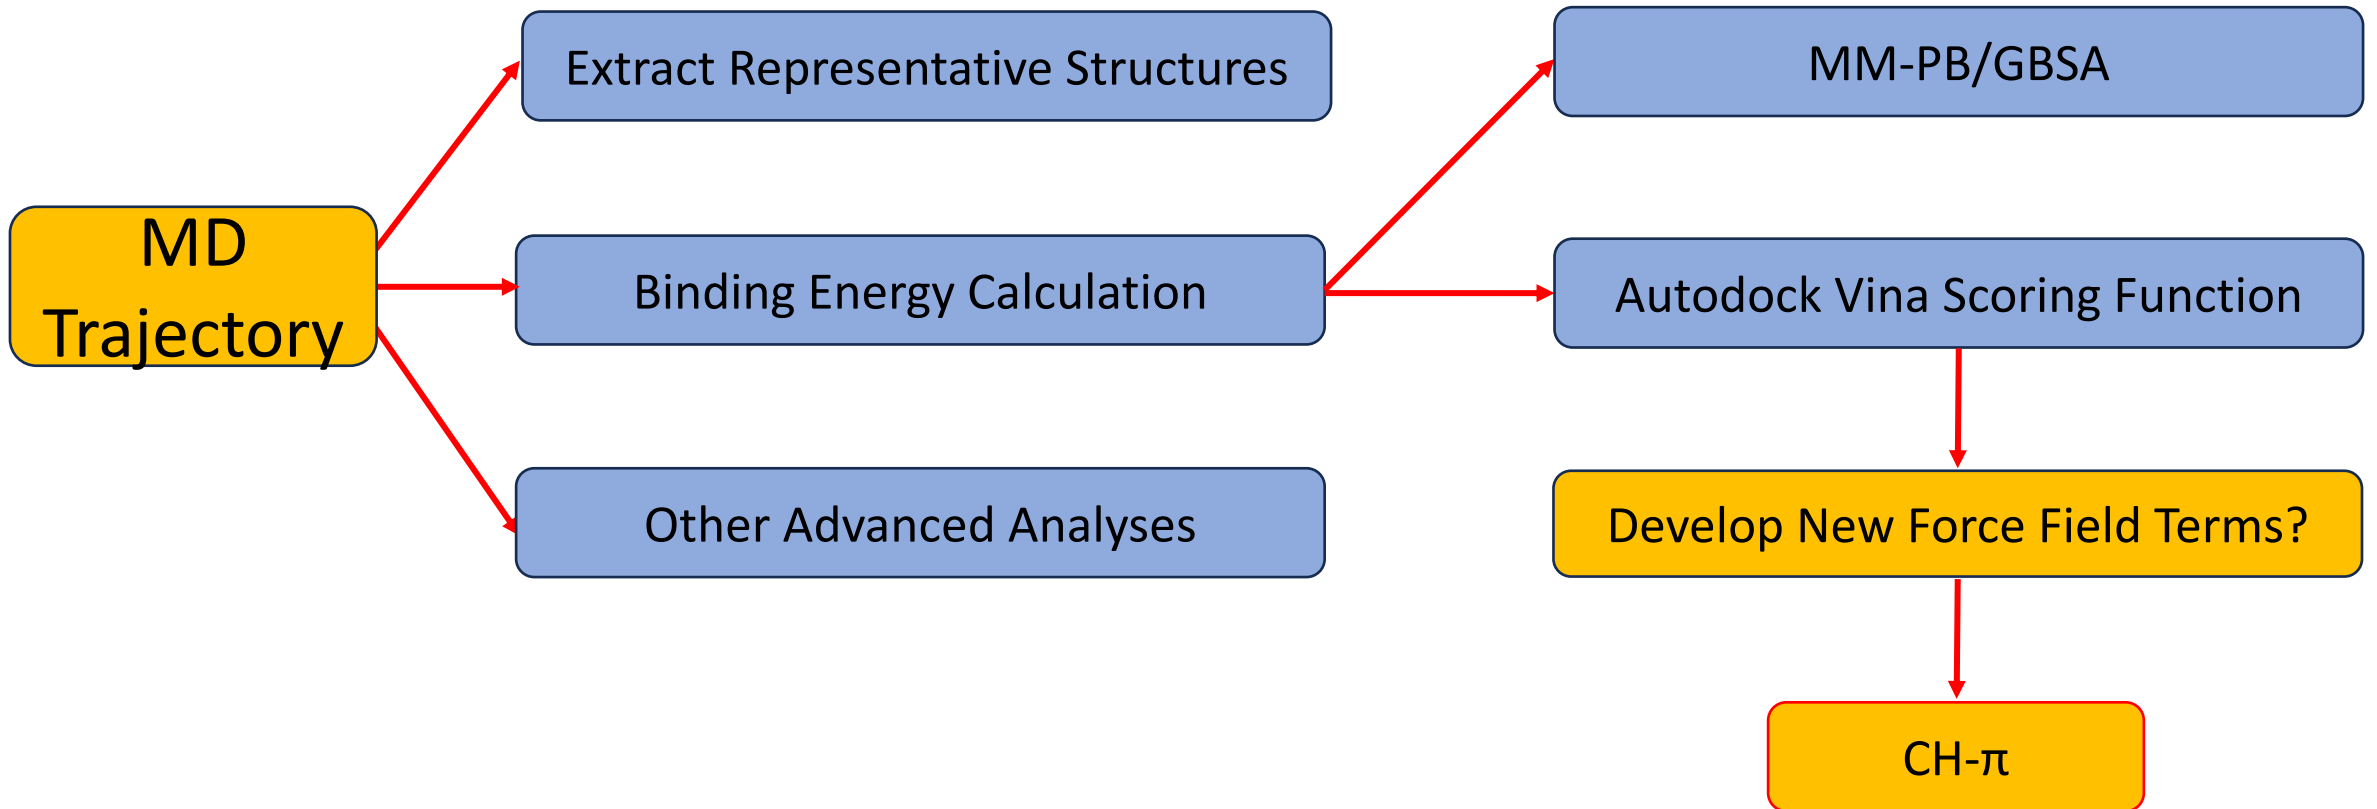 MD
Trajectory
Extract Representative Structures
Binding Energy Calculation
Other Advanced Analyses
MM-PB/GBSA
Autodock Vina Scoring Function
Develop New Force Field Terms?
CH-π